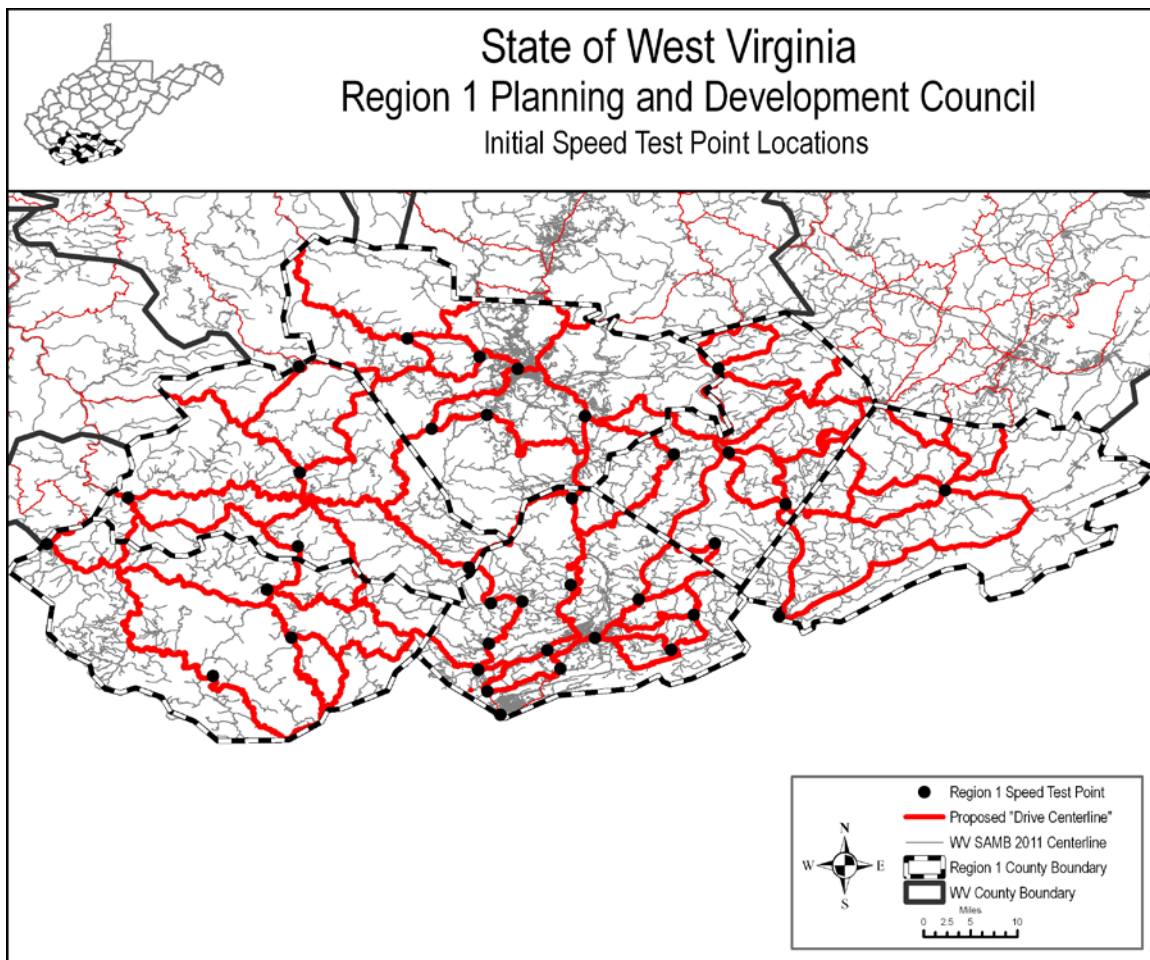 State of West Virginia
Region 1 Planning and Development Council
Initial Speed Test Point Locations
Region 1 Speed Test Point
Proposed "Drive Centerline"
WV SAMB 2011 Centerline
Region 1 County Boundary
WV County Boundary
N
W E
S
Miles
0 2.5 5 10